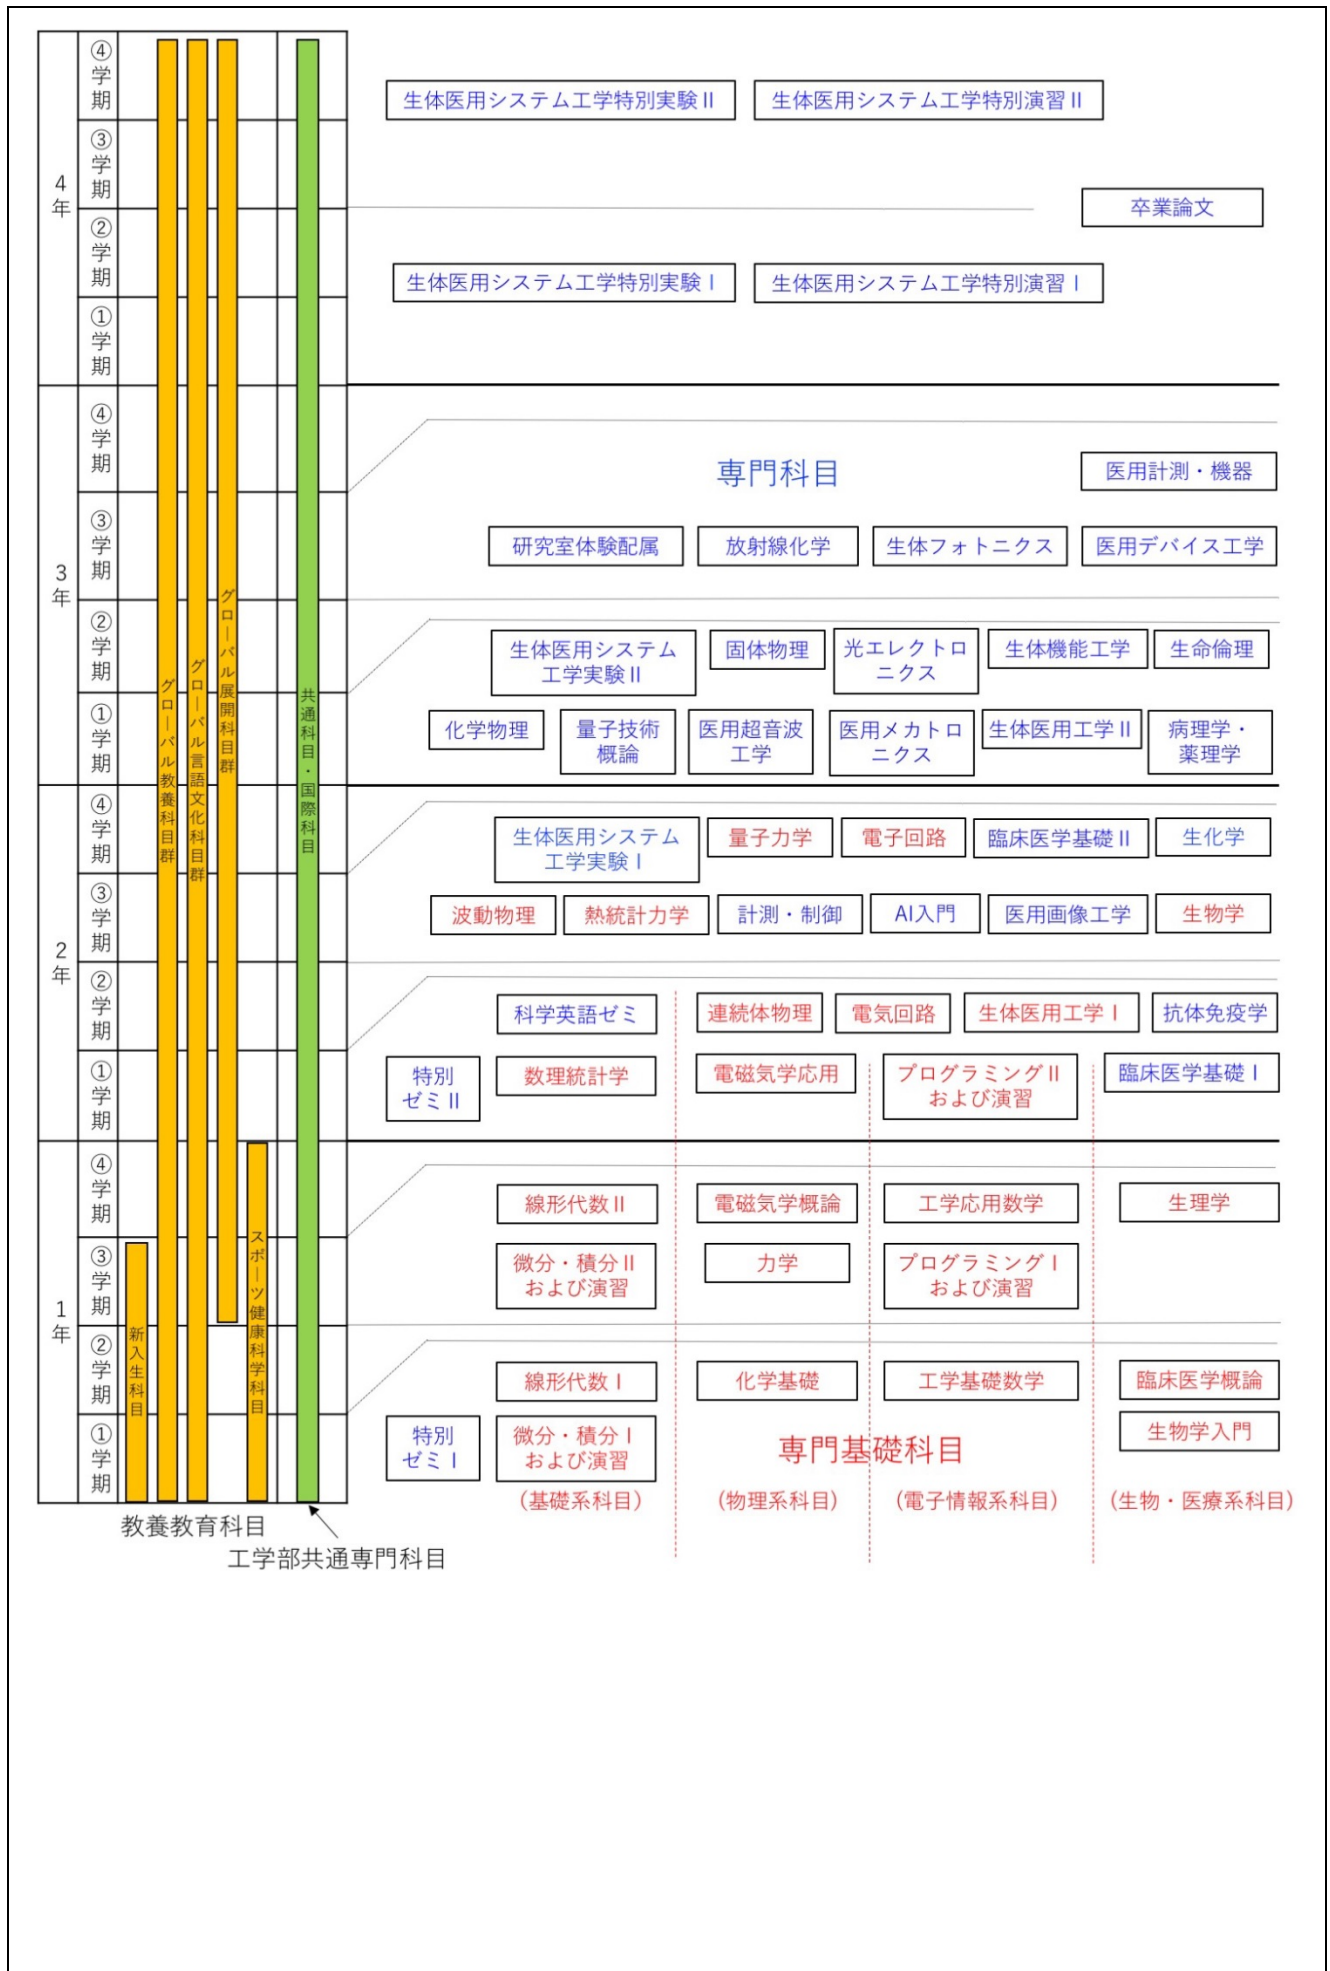 4年
④学期
③学期
②学期
①学期
生体医用システム工学特別実験Ⅱ
生体医用システム工学特別演習Ⅱ
卒業論文
生体医用システム工学特別実験Ⅰ
生体医用システム工学特別演習Ⅰ
3年
④学期
③学期
②学期
①学期
専門科目
医用計測・機器
研究室体験配属
放射線化学
生体フォトニクス
医用デバイス工学
生体医用システム
工学実験Ⅱ
固体物理
光エレクトロ
ニクス
生体機能工学
生命倫理
化学物理
量子技術
概論
医用超音波
工学
医用メカトロ
ニクス
生体医用工学Ⅱ
病理学・
薬理学
2年
④学期
③学期
②学期
①学期
生体医用システム
工学実験Ⅰ
量子力学
電子回路
臨床医学基礎Ⅱ
生化学
波動物理
熱統計力学
計測・制御
AI入門
医用画像工学
生物学
科学英語ゼミ
連続体物理
電気回路
生体医用工学Ⅰ
抗体免疫学
特別
ゼミⅡ
数理統計学
電磁気学応用
プログラミングⅡ
および演習
臨床医学基礎Ⅰ
1年
④学期
③学期
②学期
①学期
線形代数Ⅱ
電磁気学概論
工学応用数学
生理学
微分・積分Ⅱ
および演習
力学
プログラミングⅠ
および演習
線形代数Ⅰ
化学基礎
工学基礎数学
臨床医学概論
特別
ゼミⅠ
微分・積分Ⅰ
および演習
専門基礎科目
生物学入門
(基礎系科目)
(物理系科目)
(電子情報系科目)
(生物・医療系科目)
新入生科目
グローバル教養科目群
グローバル言語文化科目群
グローバル展開科目群
スポーツ健康科学科目
共通科目・国際科目
教養教育科目
工学部共通専門科目